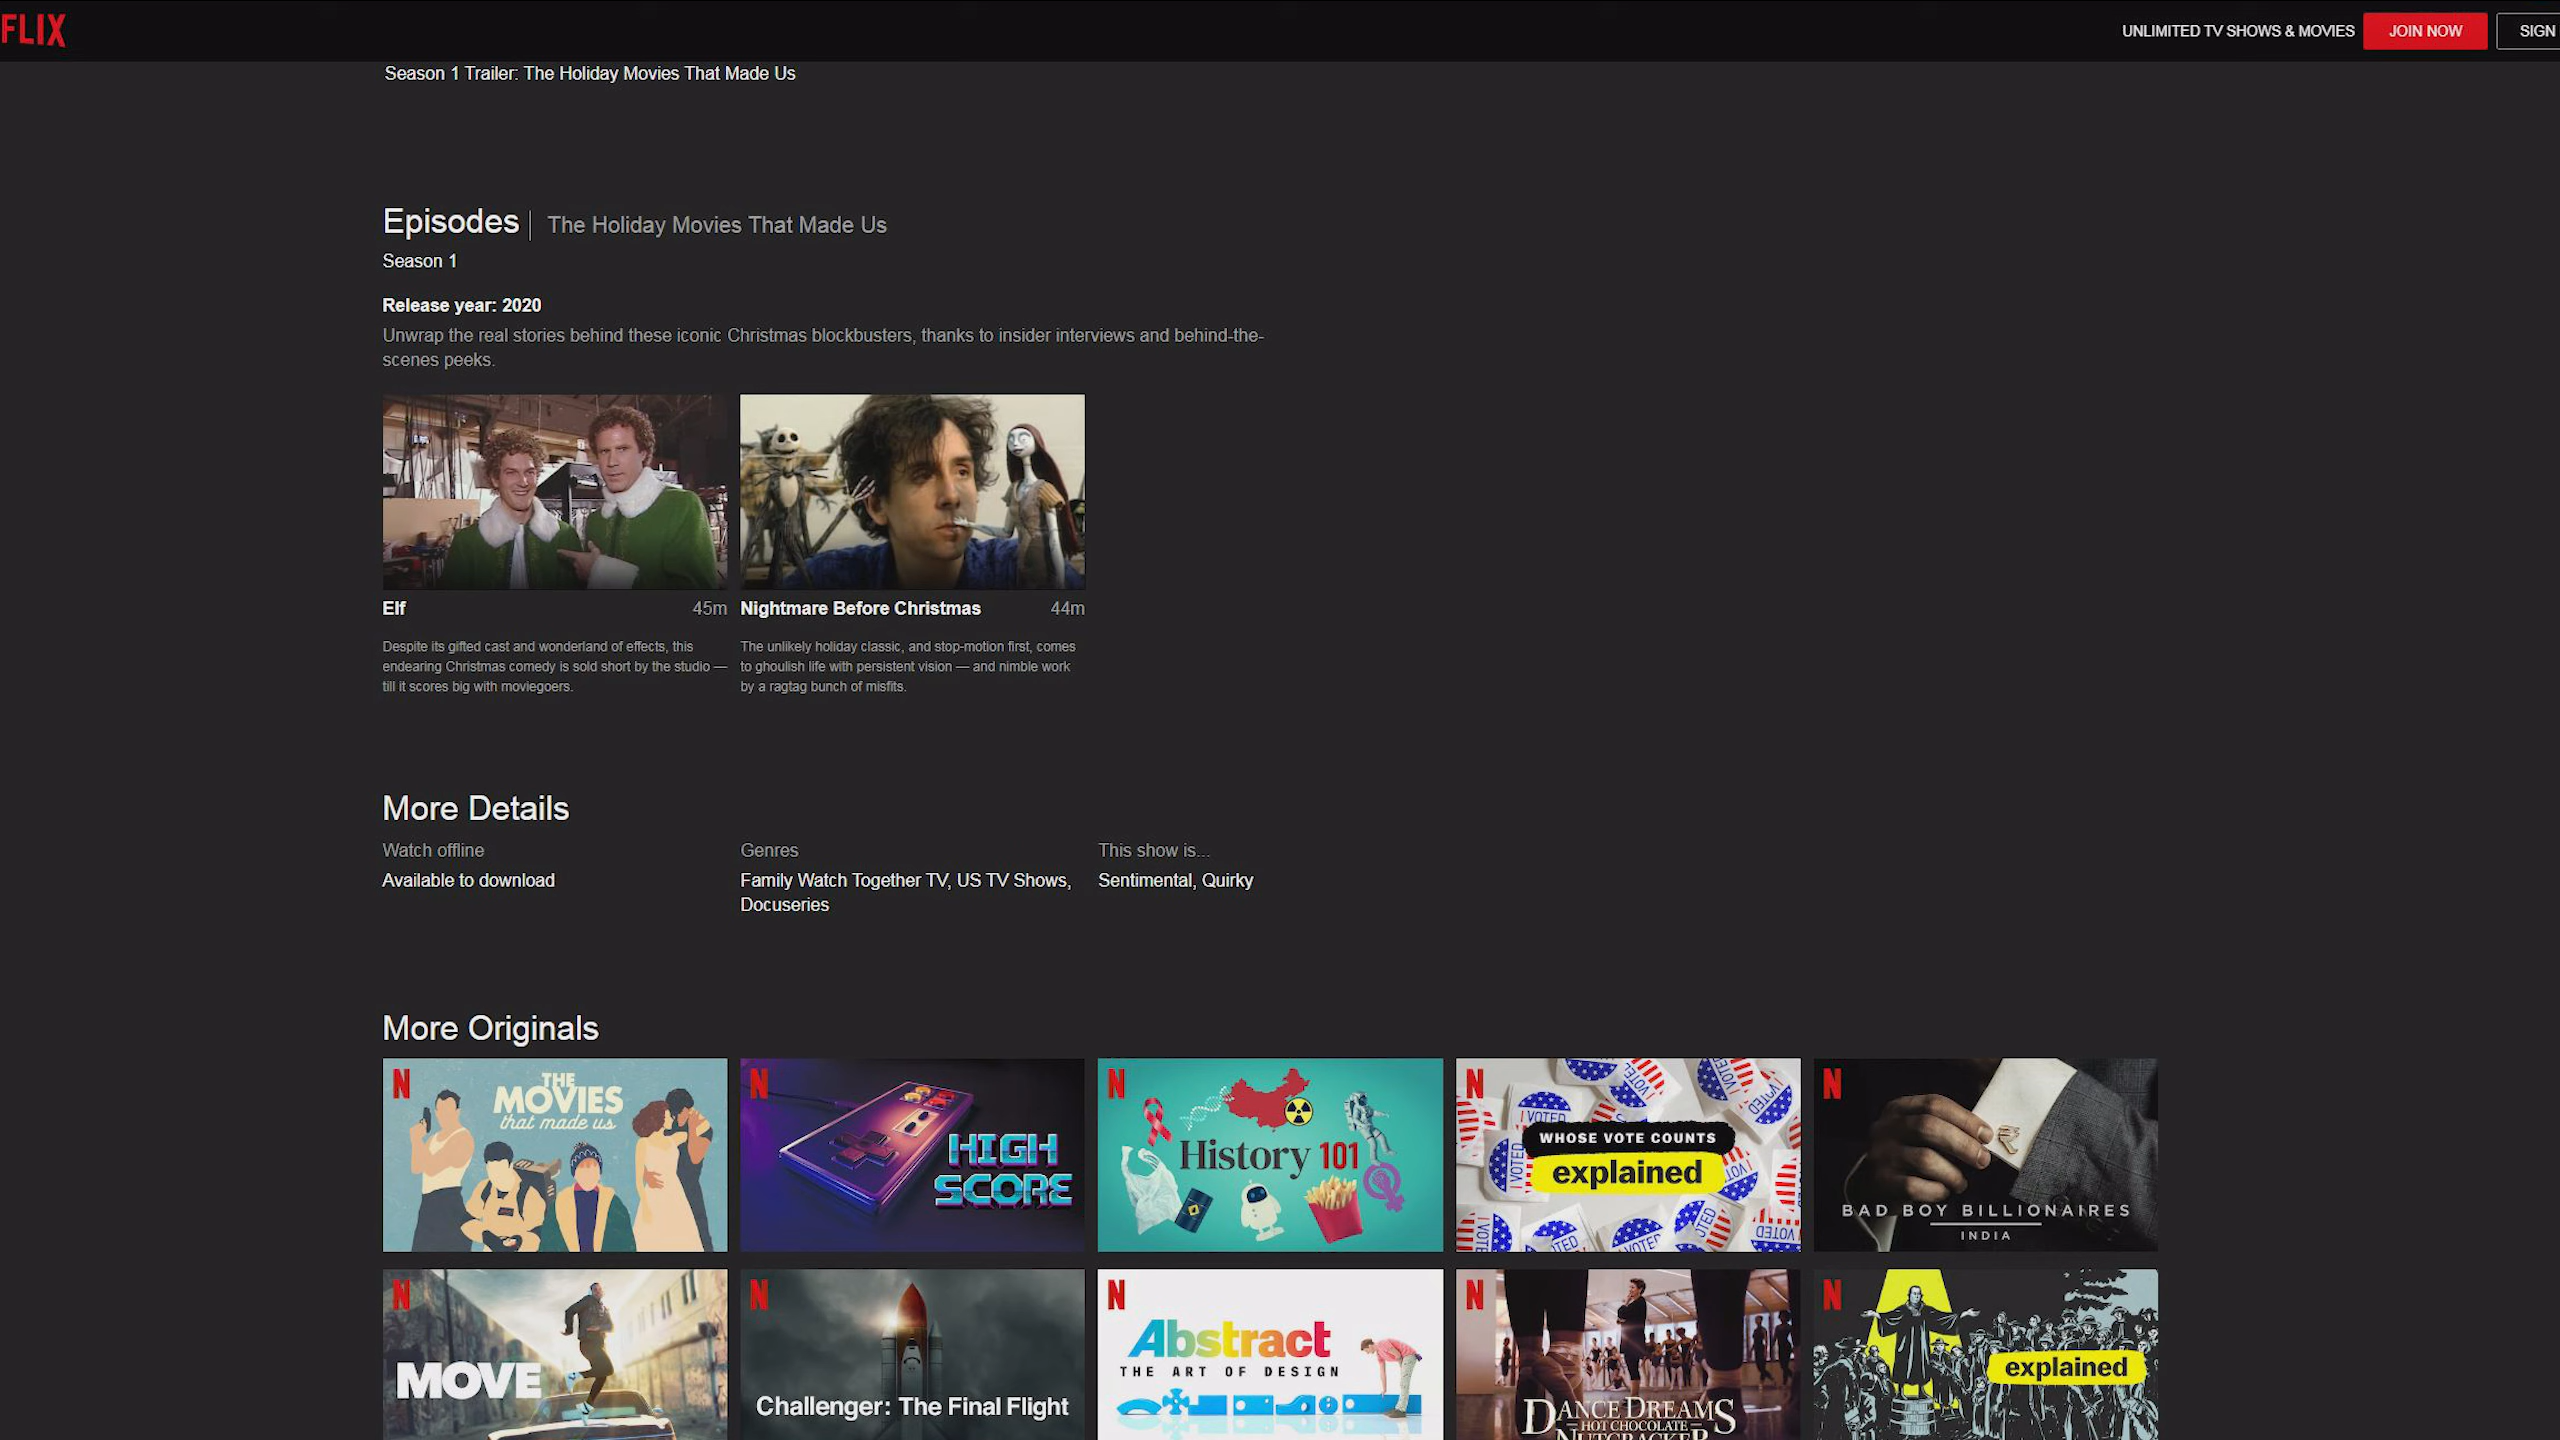 FLIX
UNLIMITED TV SHOWS & MOVIES
JOIN NOW
SIGN
Season 1 Trailer: The Holiday Movies That Made Us
Episodes
The Holiday Movies That Made Us
Season 1
Release year: 2020
Unwrap the real stories behind these iconic Christmas blockbusters, thanks to insider interviews and behind-the-
scenes peeks.
Elf 45m
Nightmare Before Christmas 44m
Despite its gifted cast and wonderland of effects, this
endearing Christmas comedy is sold short by the studio —
till it scores big with moviegoers.
The unlikely holiday classic, and stop-motion first, comes
to ghoulish life with persistent vision — and nimble work
by a ragtag bunch of misfits.
More Details
Watch offline
Available to download
Genres
Family Watch Together TV, US TV Shows,
Docuseries
This show is...
Sentimental, Quirky
More Originals
N
THE
MOVIES
that made us
N
HIGH
SCORE
N
History 101
N
I VOTED
VOTED
WHOSE VOTE COUNTS
explained
N
BAD BOY BILLIONAIRES
INDIA
N
MOVE
N
Challenger: The Final Flight
N
Abstract
THE ART OF DESIGN
N
DANCE DREAMS
HOT CHOCOLATE
NUTCRACKER
N
explained